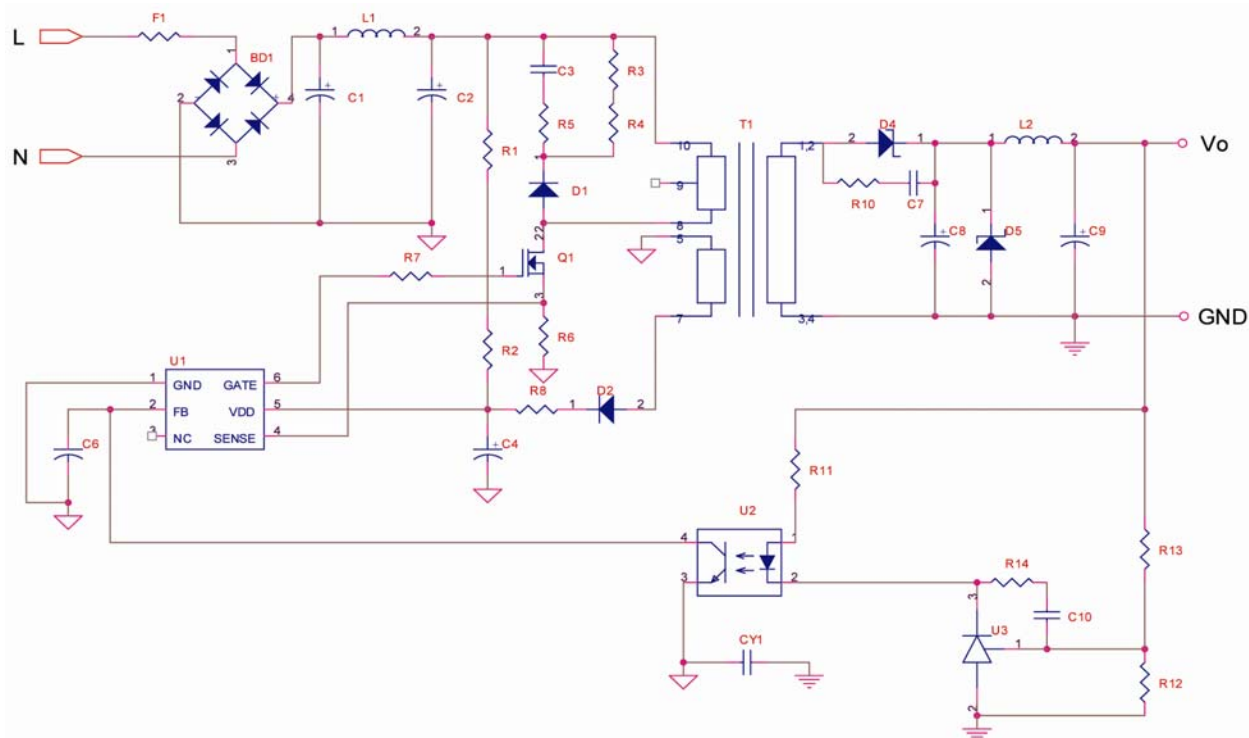 L
F1
L1
1
2
BD1
1
2
4
3
N
C1
C2
C3
R3
R5
R4
R1
1
D1
22
Q1
R7
1
3
R6
R2
T1
10
9
8
5
7
1,2
3,4
2
D4
1
R10
C7
C8
1
D5
2
1
L2
2
C9
Vo
GND
U1
1
GND
GATE
6
2
FB
VDD
5
3
NC
SENSE
4
C6
R8
1
D2
2
C4
R11
U2
4
1
3
2
CY1
R14
C10
3
U3
1
2
R13
R12